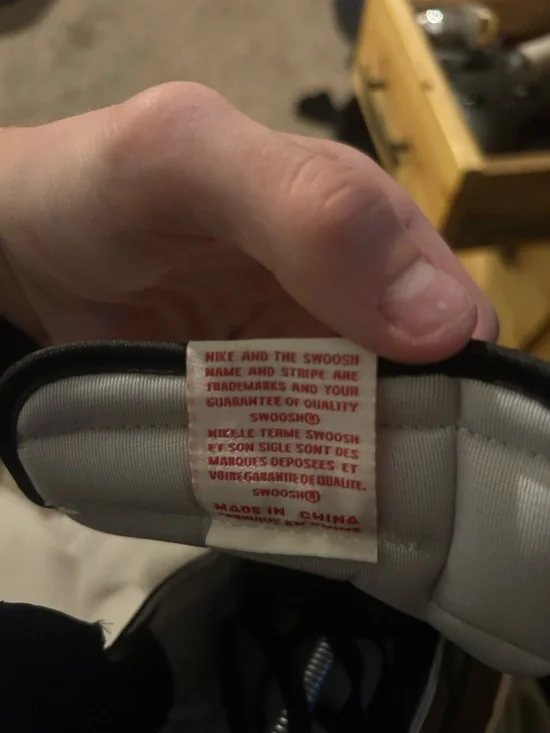 NIKE AND THE SWOOSH
NAME AND STRIPE ARE
TRADEMARKS AND YOUR
GUARANTEE OF QUALITY
SWOOSH®
NIKE,LE TERME SWOOSH
ET SON SIGLE SONT DES
MARQUES DEPOSEES ET
VOTRE GARANTIE DE QUALITE.
SWOOSH®
MADE IN CHINA